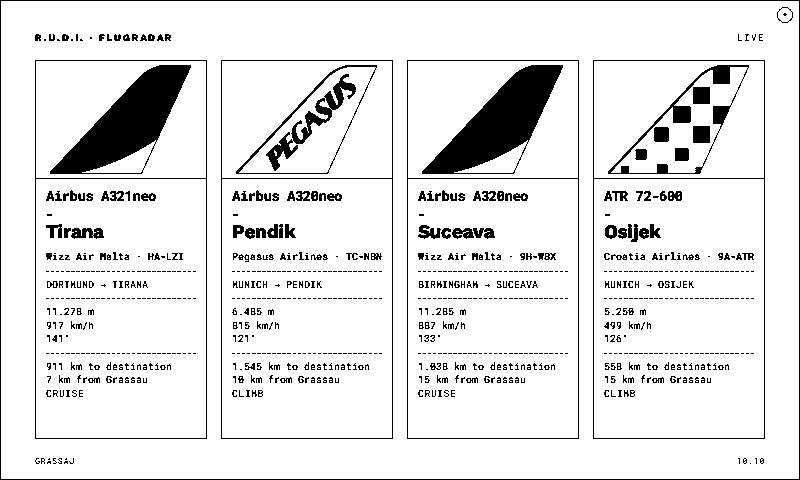 R.U.D.I. · FLUGRADAR
LIVE
Airbus A321neo
-
Tirana
Wizz Air Malta · HA-LZI
DORTMUND → TIRANA
11.278 m
917 km/h
141°
911 km to destination
7 km from Grassau
CRUISE
PEGASUS
Airbus A320neo
-
Pendik
Pegasus Airlines · TC-NBN
MUNICH → PENDIK
6.485 m
815 km/h
121°
1.545 km to destination
10 km from Grassau
CLIMB
Airbus A320neo
-
Suceava
Wizz Air Malta · 9H-WBX
BIRMINGHAM → SUCEAVA
11.285 m
887 km/h
133°
1.038 km to destination
15 km from Grassau
CRUISE
ATR 72-600
-
Osijek
Croatia Airlines · 9A-ATR
MUNICH → OSIJEK
5.250 m
499 km/h
126°
558 km to destination
15 km from Grassau
CLIMB
GRASSAU
10.10